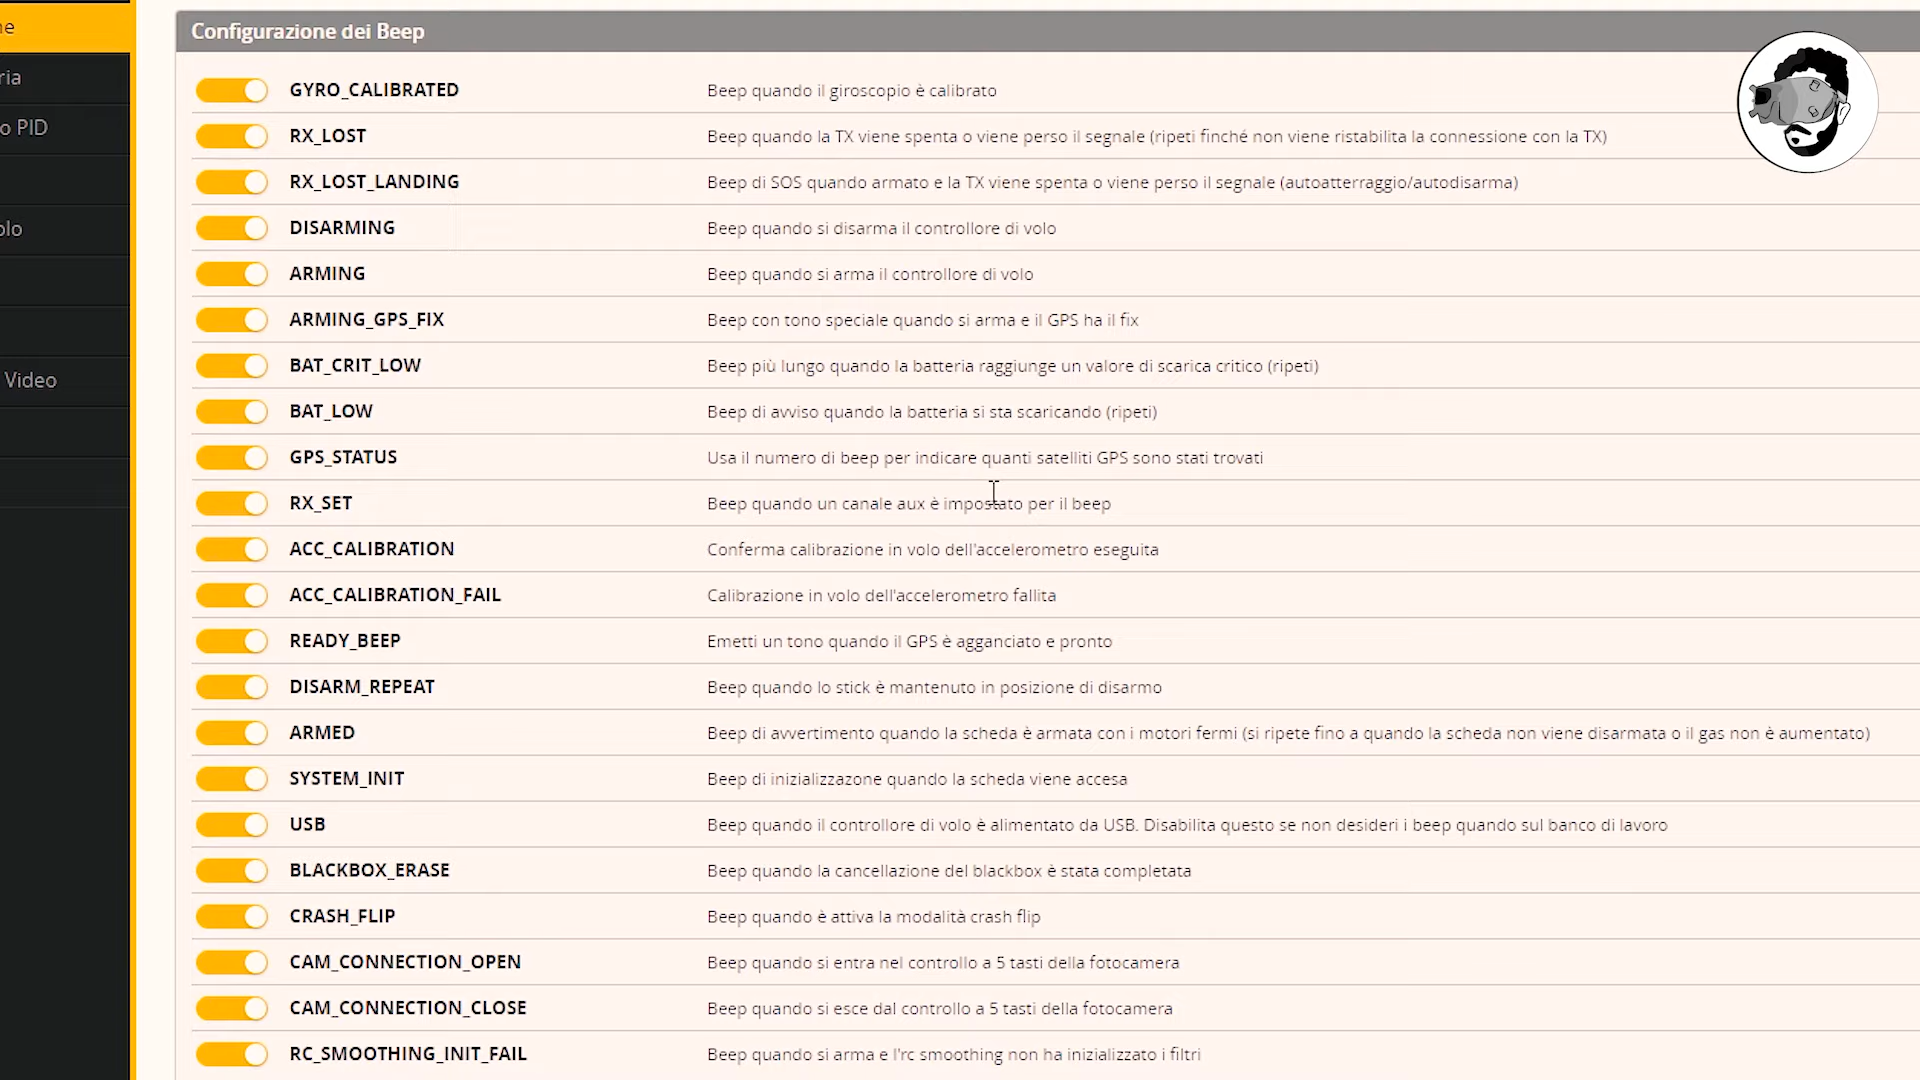 ne
Configurazione dei Beep
ria
o PID
olo
Video
GYRO_CALIBRATED Beep quando il giroscopio è calibrato
RX_LOST Beep quando la TX viene spenta o viene perso il segnale (ripeti finché non viene ristabilita la connessione con la TX)
RX_LOST_LANDING Beep di SOS quando armato e la TX viene spenta o viene perso il segnale (autoatterraggio/autodisarma)
DISARMING Beep quando si disarma il controllore di volo
ARMING Beep quando si arma il controllore di volo
ARMING_GPS_FIX Beep con tono speciale quando si arma e il GPS ha il fix
BAT_CRIT_LOW Beep più lungo quando la batteria raggiunge un valore di scarica critico (ripeti)
BAT_LOW Beep di avviso quando la batteria si sta scaricando (ripeti)
GPS_STATUS Usa il numero di beep per indicare quanti satelliti GPS sono stati trovati
RX_SET Beep quando un canale aux è impostato per il beep
ACC_CALIBRATION Conferma calibrazione in volo dell'accelerometro eseguita
ACC_CALIBRATION_FAIL Calibrazione in volo dell'accelerometro fallita
READY_BEEP Emetti un tono quando il GPS è agganciato e pronto
DISARM_REPEAT Beep quando lo stick è mantenuto in posizione di disarmo
ARMED Beep di avvertimento quando la scheda è armata con i motori fermi (si ripete fino a quando la scheda non viene disarmata o il gas non è aumentato)
SYSTEM_INIT Beep di inizializzazone quando la scheda viene accesa
USB Beep quando il controllore di volo è alimentato da USB. Disabilita questo se non desideri i beep quando sul banco di lavoro
BLACKBOX_ERASE Beep quando la cancellazione del blackbox è stata completata
CRASH_FLIP Beep quando è attiva la modalità crash flip
CAM_CONNECTION_OPEN Beep quando si entra nel controllo a 5 tasti della fotocamera
CAM_CONNECTION_CLOSE Beep quando si esce dal controllo a 5 tasti della fotocamera
RC_SMOOTHING_INIT_FAIL Beep quando si arma e l'rc smoothing non ha inizializzato i filtri